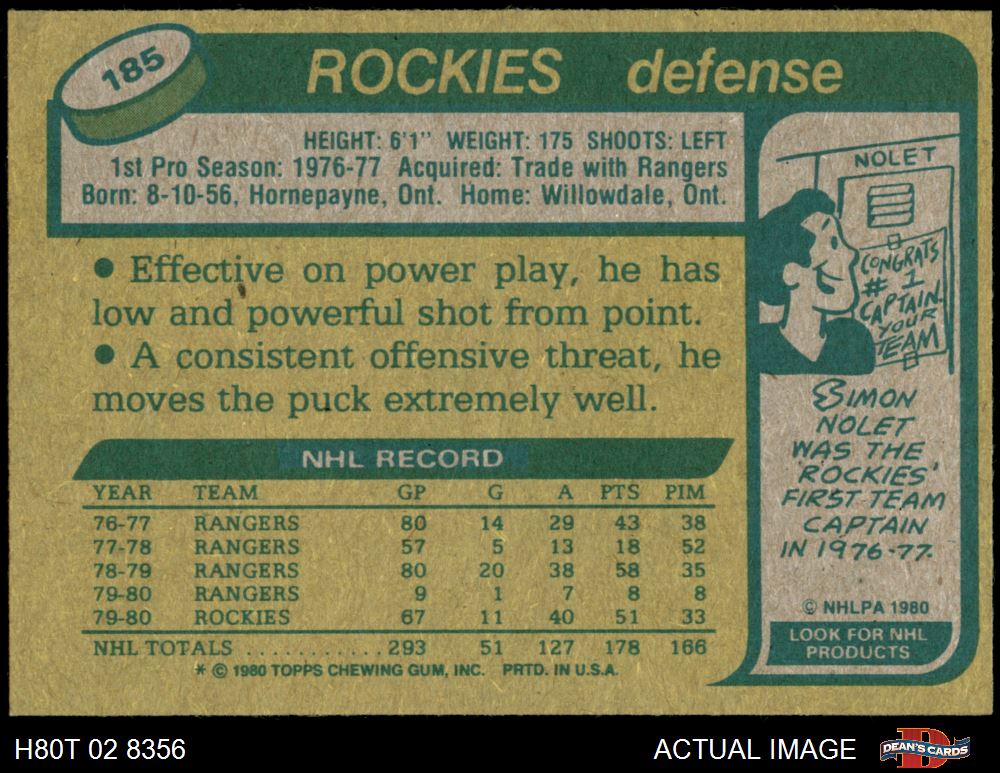 185
ROCKIES defense
HEIGHT: 6'1" WEIGHT: 175 SHOOTS: LEFT
1st Pro Season: 1976-77 Acquired: Trade with Rangers
Born: 8-10-56, Hornepayne, Ont. Home: Willowdale, Ont.
• Effective on power play, he has
low and powerful shot from point.
• A consistent offensive threat, he
moves the puck extremely well.
NHL RECORD
YEAR TEAM GP G A PTS PIM
76-77 RANGERS 80 14 29 43 38
77-78 RANGERS 57 5 13 18 52
78-79 RANGERS 80 20 38 58 35
79-80 RANGERS 9 1 7 8 8
79-80 ROCKIES 67 11 40 51 33
NHL TOTALS ........... 293 51 127 178 166
* © 1980 TOPPS CHEWING GUM, INC. PRTD. IN U.S.A.
NOLET
CONGRATS
# 1
CAPTAIN.
YOUR
TEAM
SIMON
NOLET
WAS THE
ROCKIES'
FIRST TEAM
CAPTAIN
IN 1976-77.
© NHLPA 1980
LOOK FOR NHL
PRODUCTS
H80T 02 8356
ACTUAL IMAGE
DEAN'S CARDS